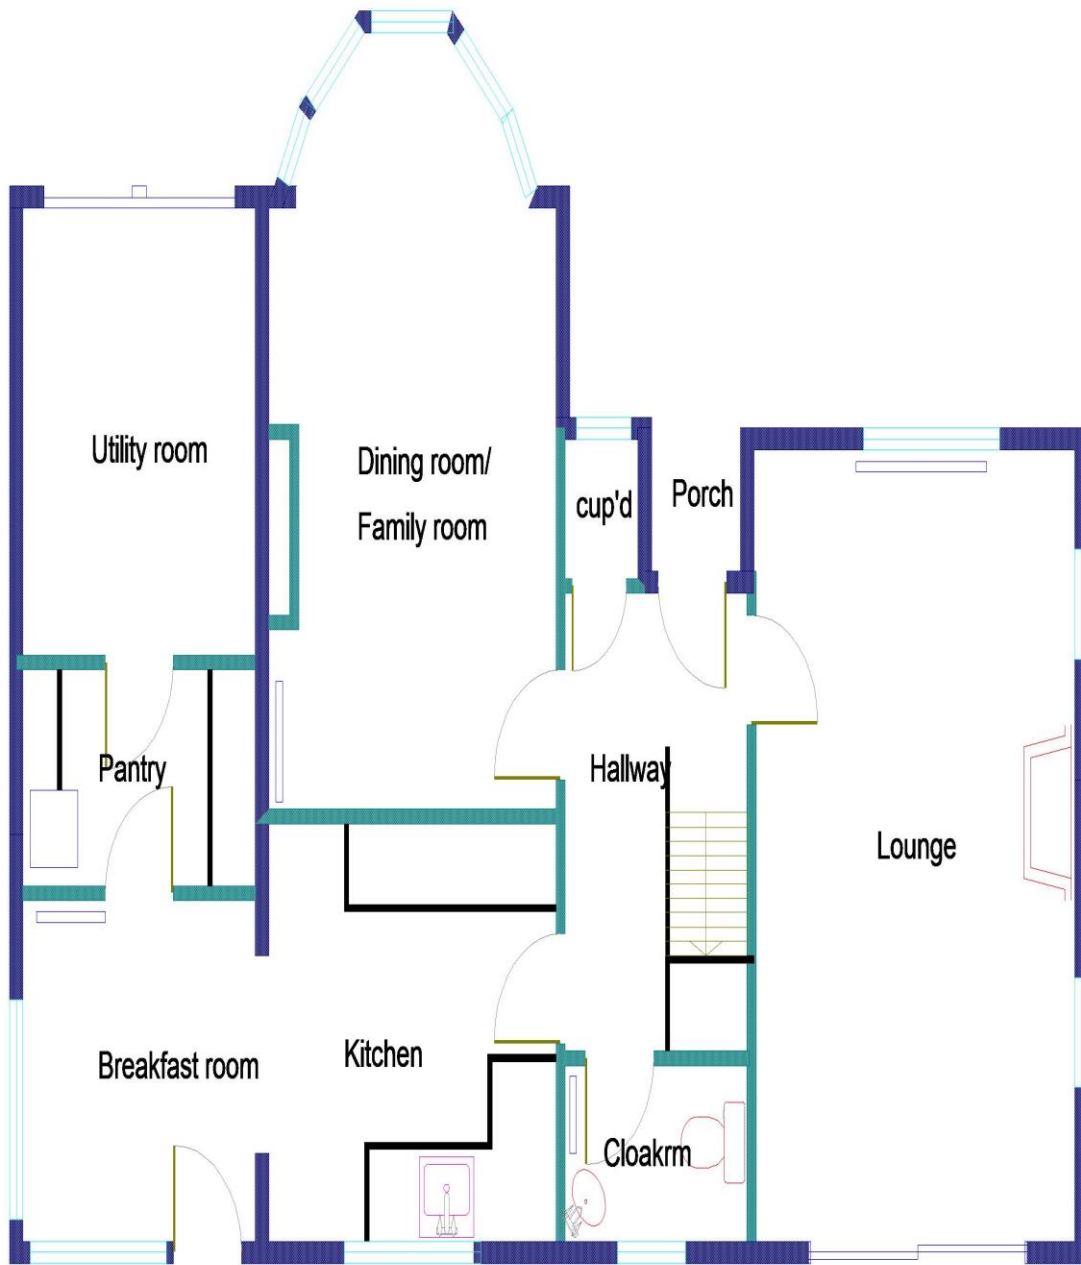 Utility room
Dining room/
Family room
cup'd
Porch
Pantry
Hallway
Lounge
Breakfast room
Kitchen
Cloakrm